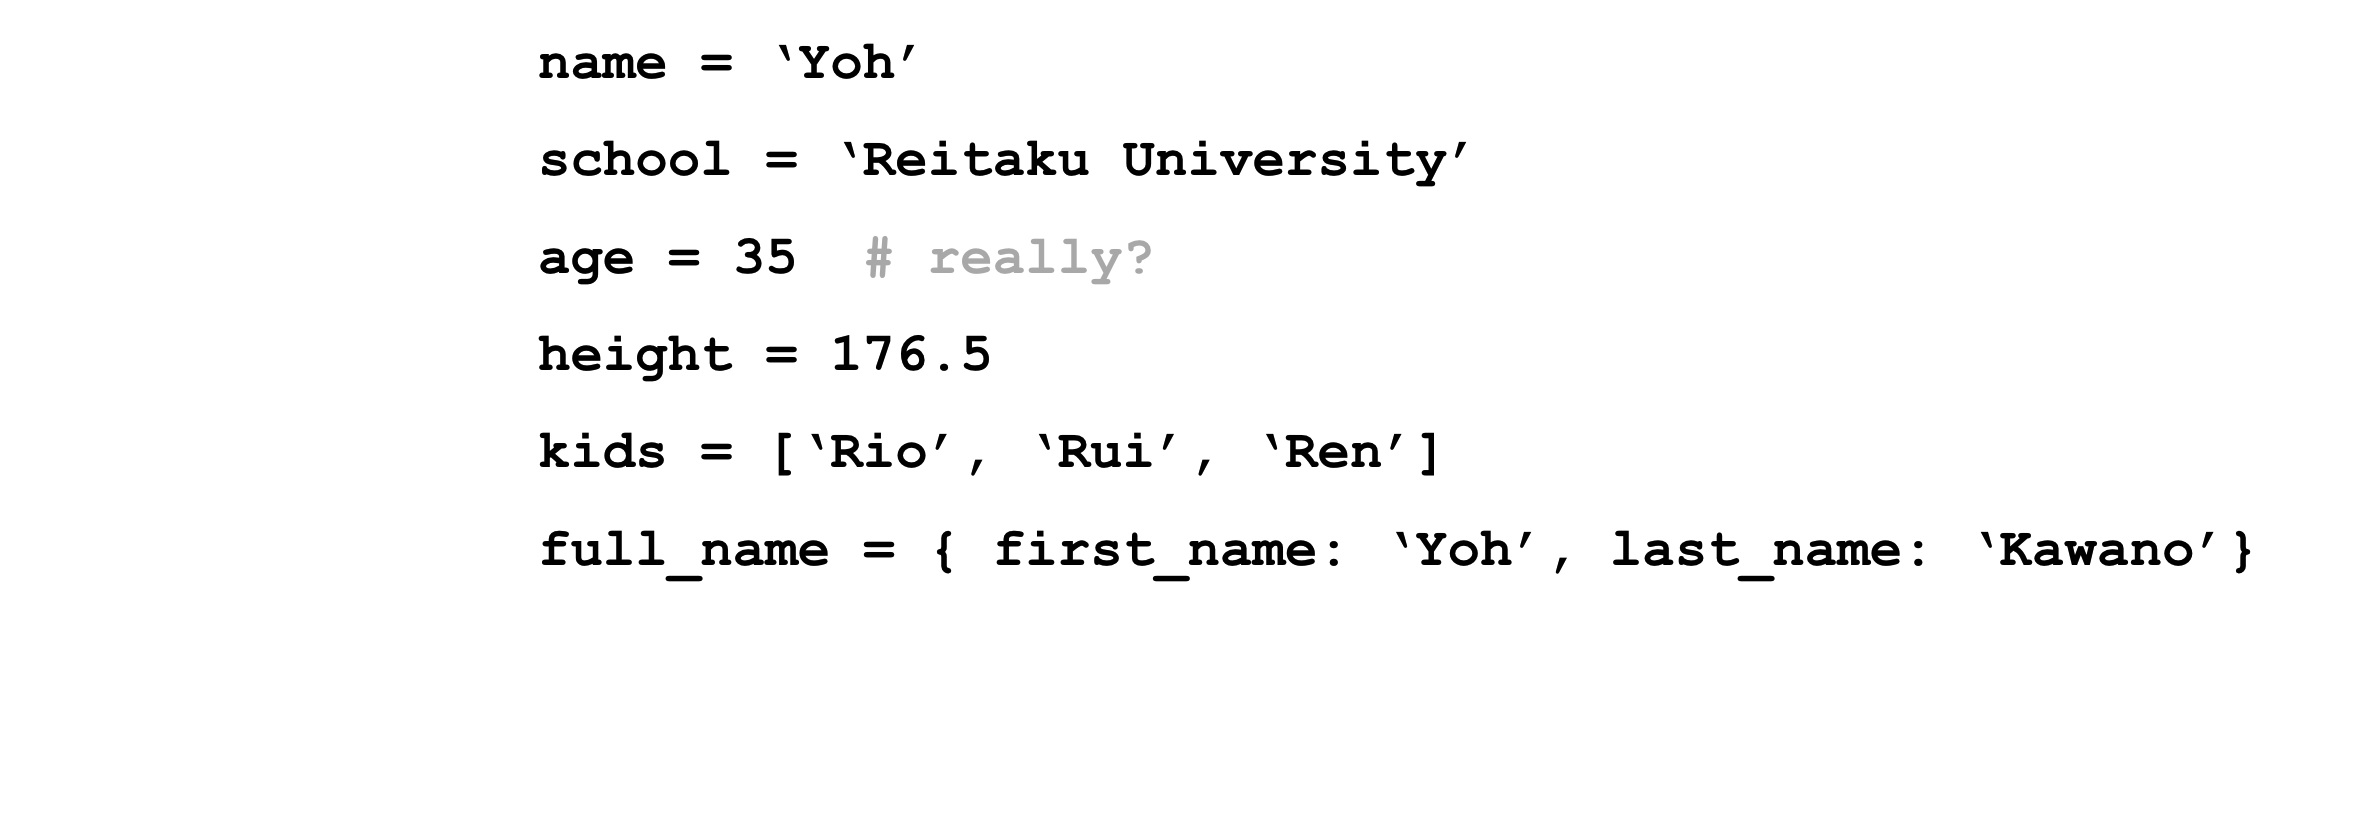 name = ‘Yoh’
school = ‘Reitaku University’
age = 35  # really?
height = 176.5
kids = [‘Rio’, ‘Rui’, ‘Ren’]
full_name = { first_name: ‘Yoh’, last_name: ‘Kawano’}